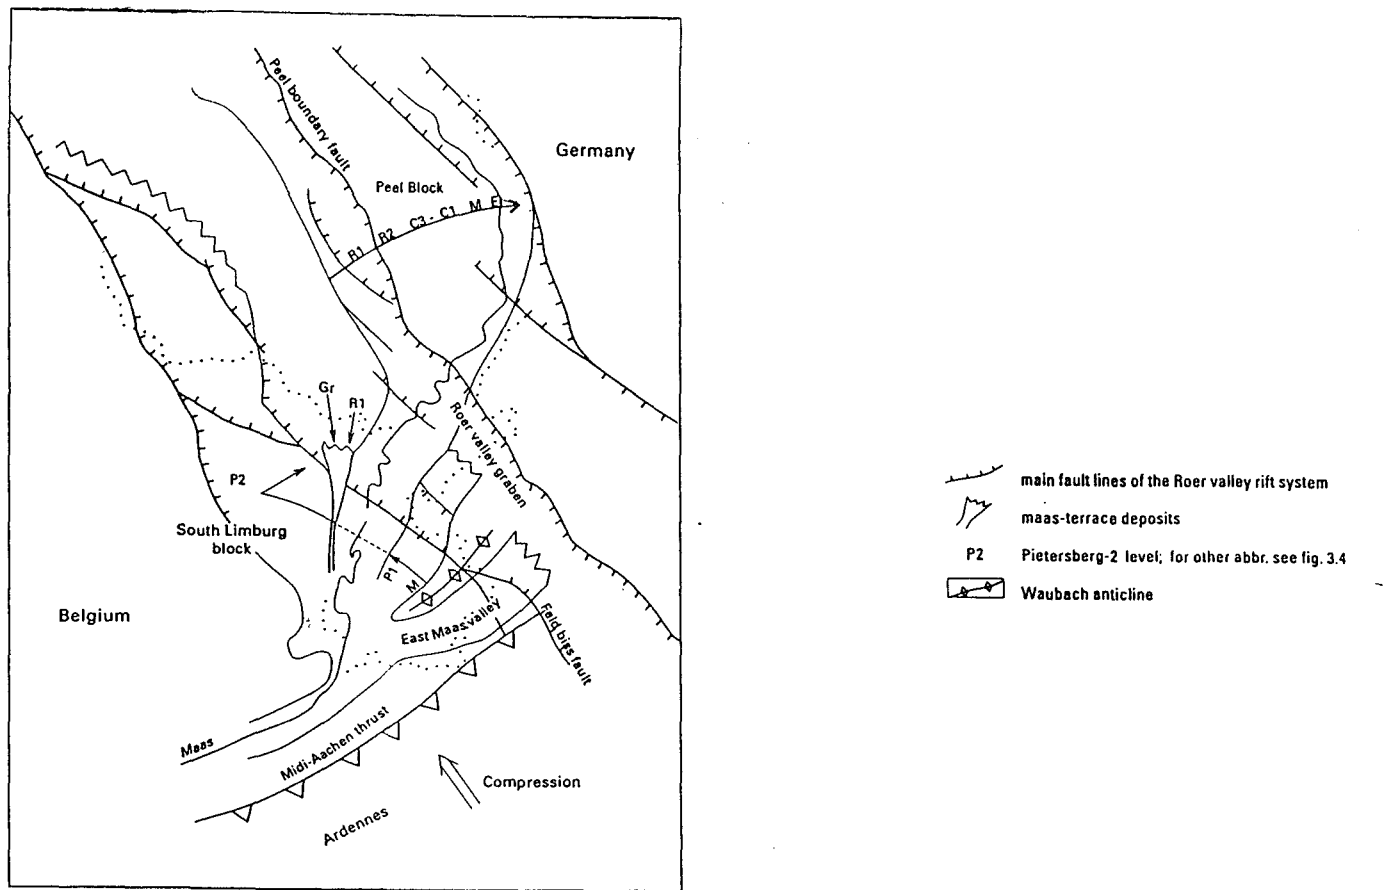 Peel boundary fault
Germany
Peel Block
R1 R2 C3 - C1 M E
Gr
R1
P2
Roer valley graben
South Limburg
block
P1
M
Belgium
East Maas valley
Feld biss fault
Maas
Midi-Aachen thrust
Compression
Ardennes
main fault lines of the Roer valley rift system
maas-terrace deposits
P2 Pietersberg-2 level; for other abbr. see fig. 3.4
Waubach anticline